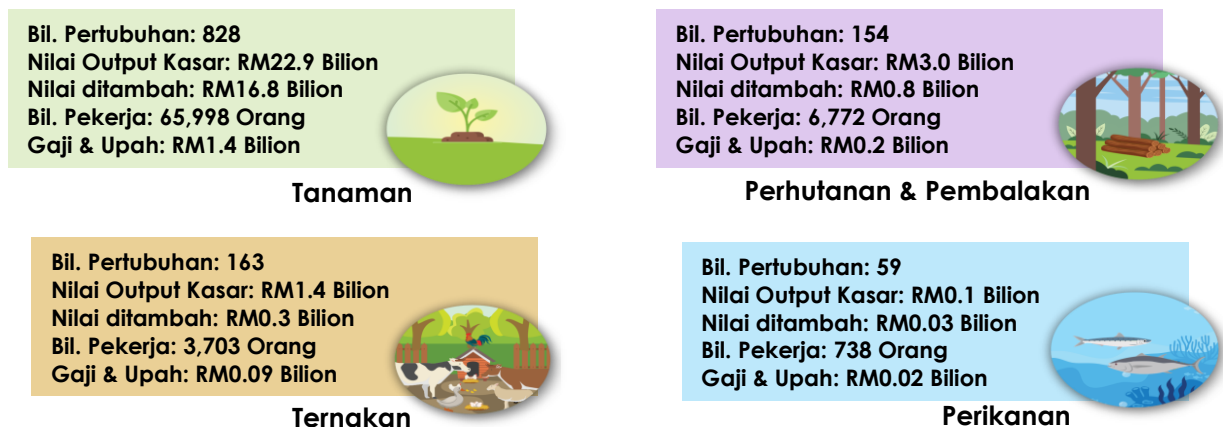 Bil. Pertubuhan: 828
Nilai Output Kasar: RM22.9 Bilion
Nilai ditambah: RM16.8 Bilion
Bil. Pekerja: 65,998 Orang
Gaji & Upah: RM1.4 Bilion
Tanaman
Bil. Pertubuhan: 154
Nilai Output Kasar: RM3.0 Bilion
Nilai ditambah: RM0.8 Bilion
Bil. Pekerja: 6,772 Orang
Gaji & Upah: RM0.2 Bilion
Perhutanan & Pembalakan
Bil. Pertubuhan: 163
Nilai Output Kasar: RM1.4 Bilion
Nilai ditambah: RM0.3 Bilion
Bil. Pekerja: 3,703 Orang
Gaji & Upah: RM0.09 Bilion
Ternakan
Bil. Pertubuhan: 59
Nilai Output Kasar: RM0.1 Bilion
Nilai ditambah: RM0.03 Bilion
Bil. Pekerja: 738 Orang
Gaji & Upah: RM0.02 Bilion
Perikanan